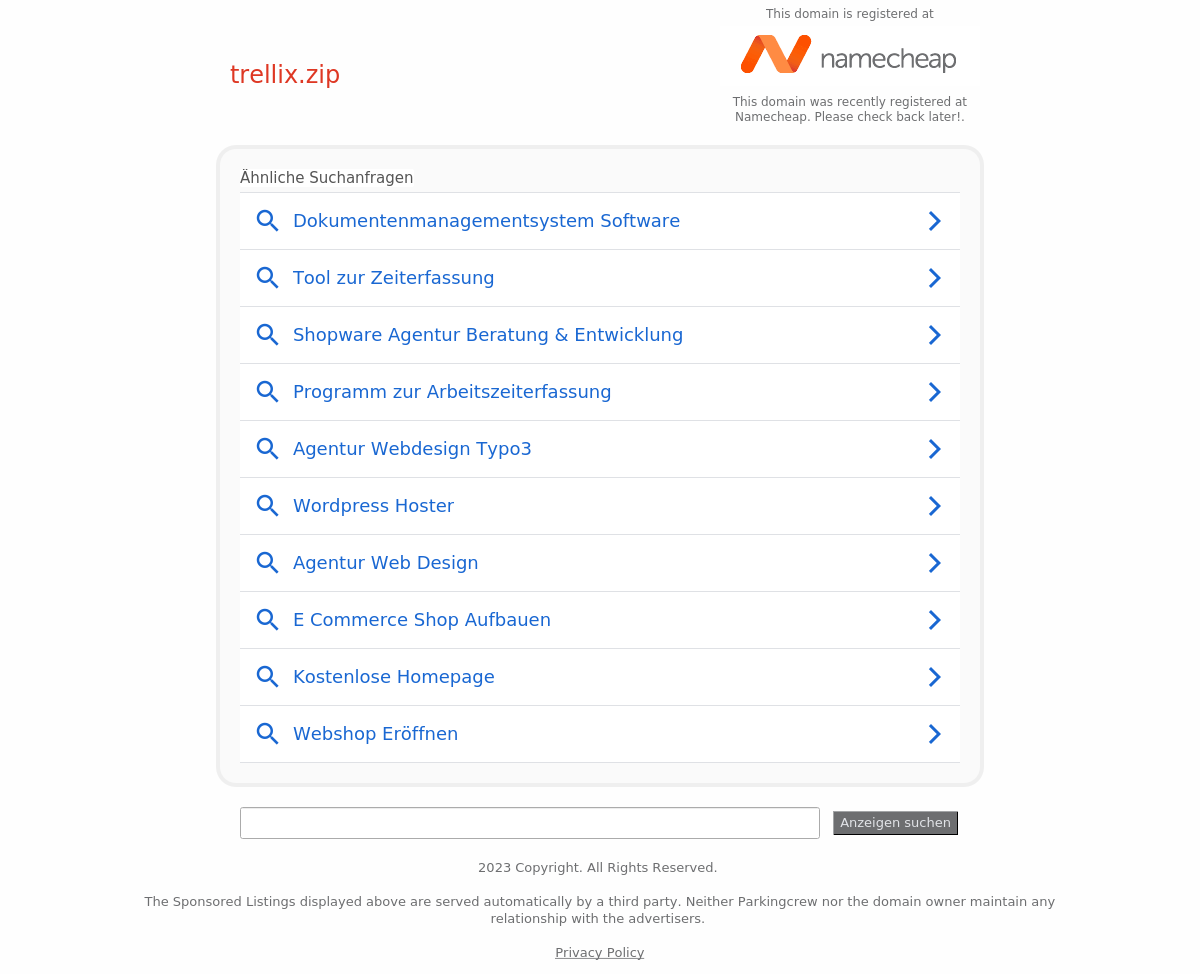 This domain is registered at
namecheap
trellix.zip
This domain was recently registered at
Namecheap. Please check back later!.
Ähnliche Suchanfragen
Dokumentenmanagementsystem Software
Tool zur Zeiterfassung
Shopware Agentur Beratung & Entwicklung
Programm zur Arbeitszeiterfassung
Agentur Webdesign Typo3
Wordpress Hoster
Agentur Web Design
E Commerce Shop Aufbauen
Kostenlose Homepage
Webshop Eröffnen
Anzeigen suchen
2023 Copyright. All Rights Reserved.
The Sponsored Listings displayed above are served automatically by a third party. Neither Parkingcrew nor the domain owner maintain any
relationship with the advertisers.
Privacy Policy